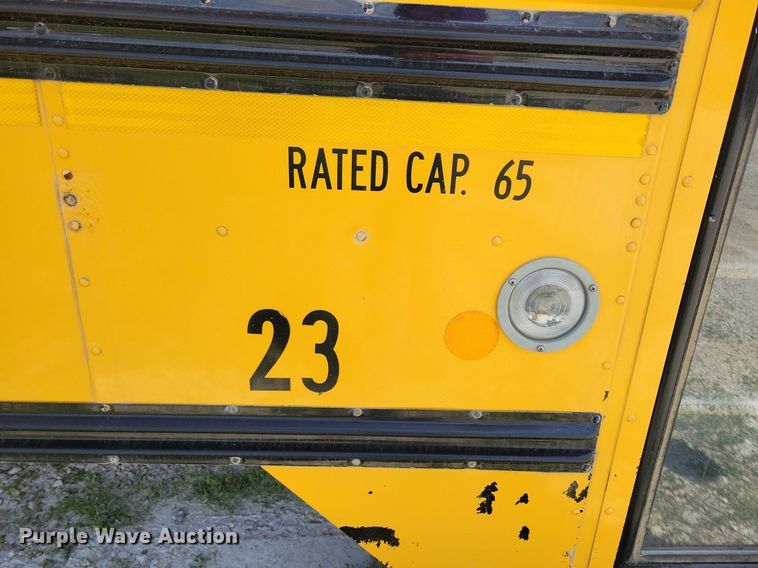 RATED CAP. 65
23
Purple Wave Auction